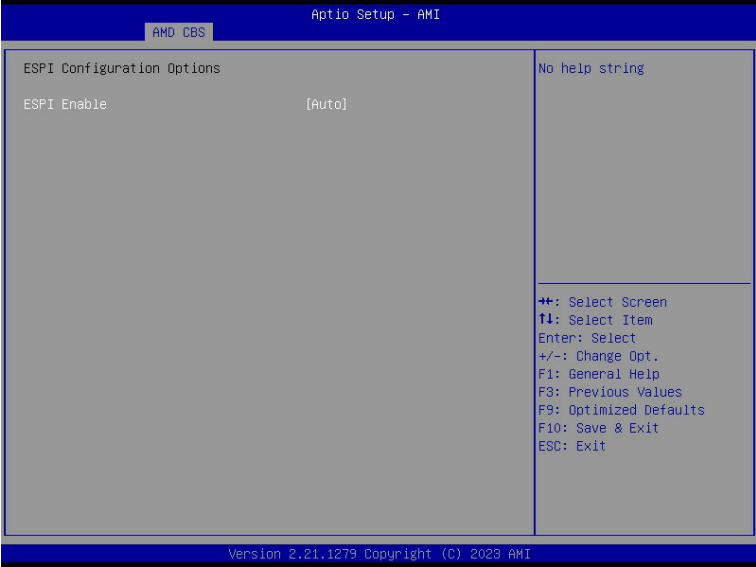 Aptio Setup – AMI
AMD CBS
ESPI Configuration Options
ESPI Enable [Auto]
No help string
→←: Select Screen
↑↓: Select Item
Enter: Select
+/-: Change Opt.
F1: General Help
F3: Previous Values
F9: Optimized Defaults
F10: Save & Exit
ESC: Exit
Version 2.21.1279 Copyright (C) 2023 AMI